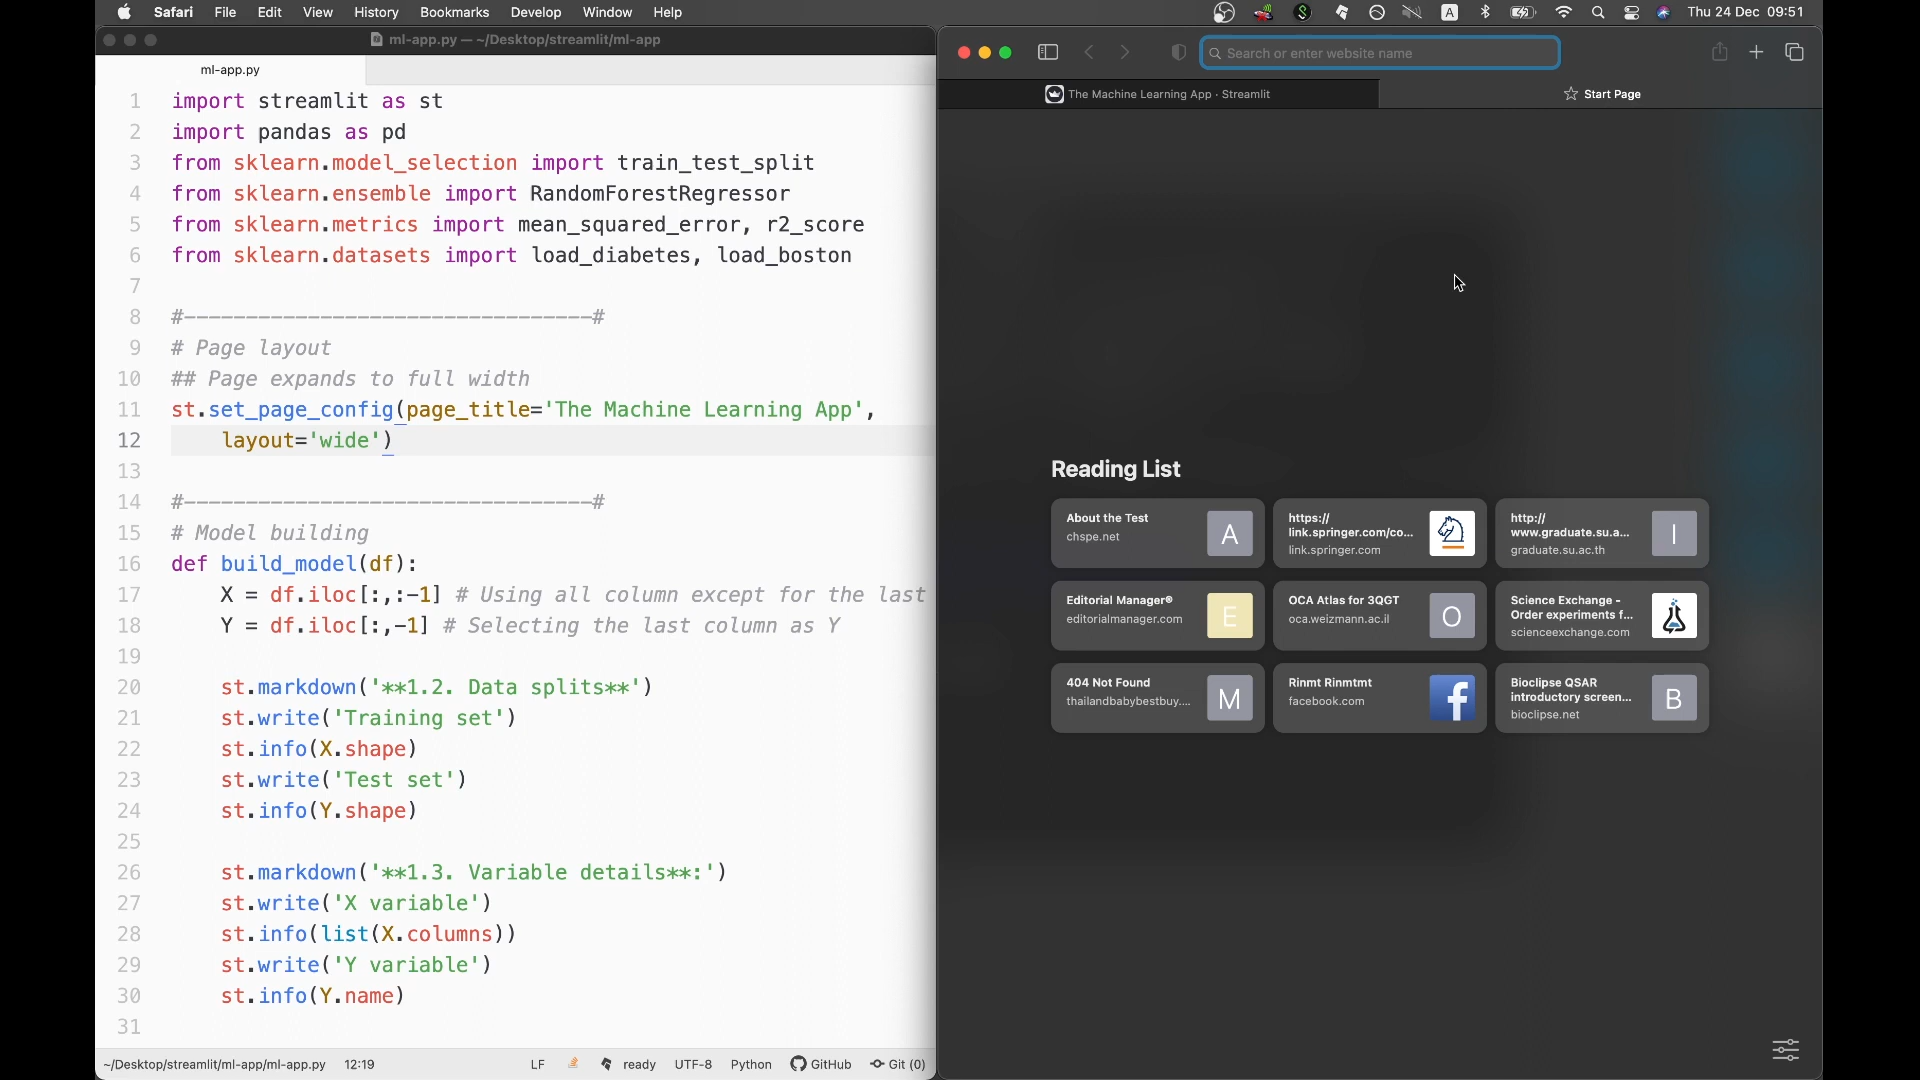 Safari File Edit View History Bookmarks Develop Window Help
A
Thu 24 Dec 09:51
ml-app.py — ~/Desktop/streamlit/ml-app
ml-app.py
1 import streamlit as st
2 import pandas as pd
3 from sklearn.model_selection import train_test_split
4 from sklearn.ensemble import RandomForestRegressor
5 from sklearn.metrics import mean_squared_error, r2_score
6 from sklearn.datasets import load_diabetes, load_boston
7
8 #---------------------------------#
9 # Page layout
10 ## Page expands to full width
11 st.set_page_config(page_title='The Machine Learning App',
12 layout='wide')
13
14 #---------------------------------#
15 # Model building
16 def build_model(df):
17 X = df.iloc[:,:-1] # Using all column except for the last
18 Y = df.iloc[:,-1] # Selecting the last column as Y
19
20 st.markdown('**1.2. Data splits**')
21 st.write('Training set')
22 st.info(X.shape)
23 st.write('Test set')
24 st.info(Y.shape)
25
26 st.markdown('**1.3. Variable details**:')
27 st.write('X variable')
28 st.info(list(X.columns))
29 st.write('Y variable')
30 st.info(Y.name)
31
~/Desktop/streamlit/ml-app/ml-app.py 12:19 LF ready UTF-8 Python GitHub Git (0)
Search or enter website name
The Machine Learning App · Streamlit
Start Page
Reading List
About the Test
chspe.net
A
https://
link.springer.com/co...
link.springer.com
http://
www.graduate.su.a...
graduate.su.ac.th
I
Editorial Manager®
editorialmanager.com
E
OCA Atlas for 3QGT
oca.weizmann.ac.il
O
Science Exchange -
Order experiments f...
scienceexchange.com
404 Not Found
thailandbabybestbuy....
M
Rinmt Rinmtmt
facebook.com
f
Bioclipse QSAR
introductory screen...
bioclipse.net
B